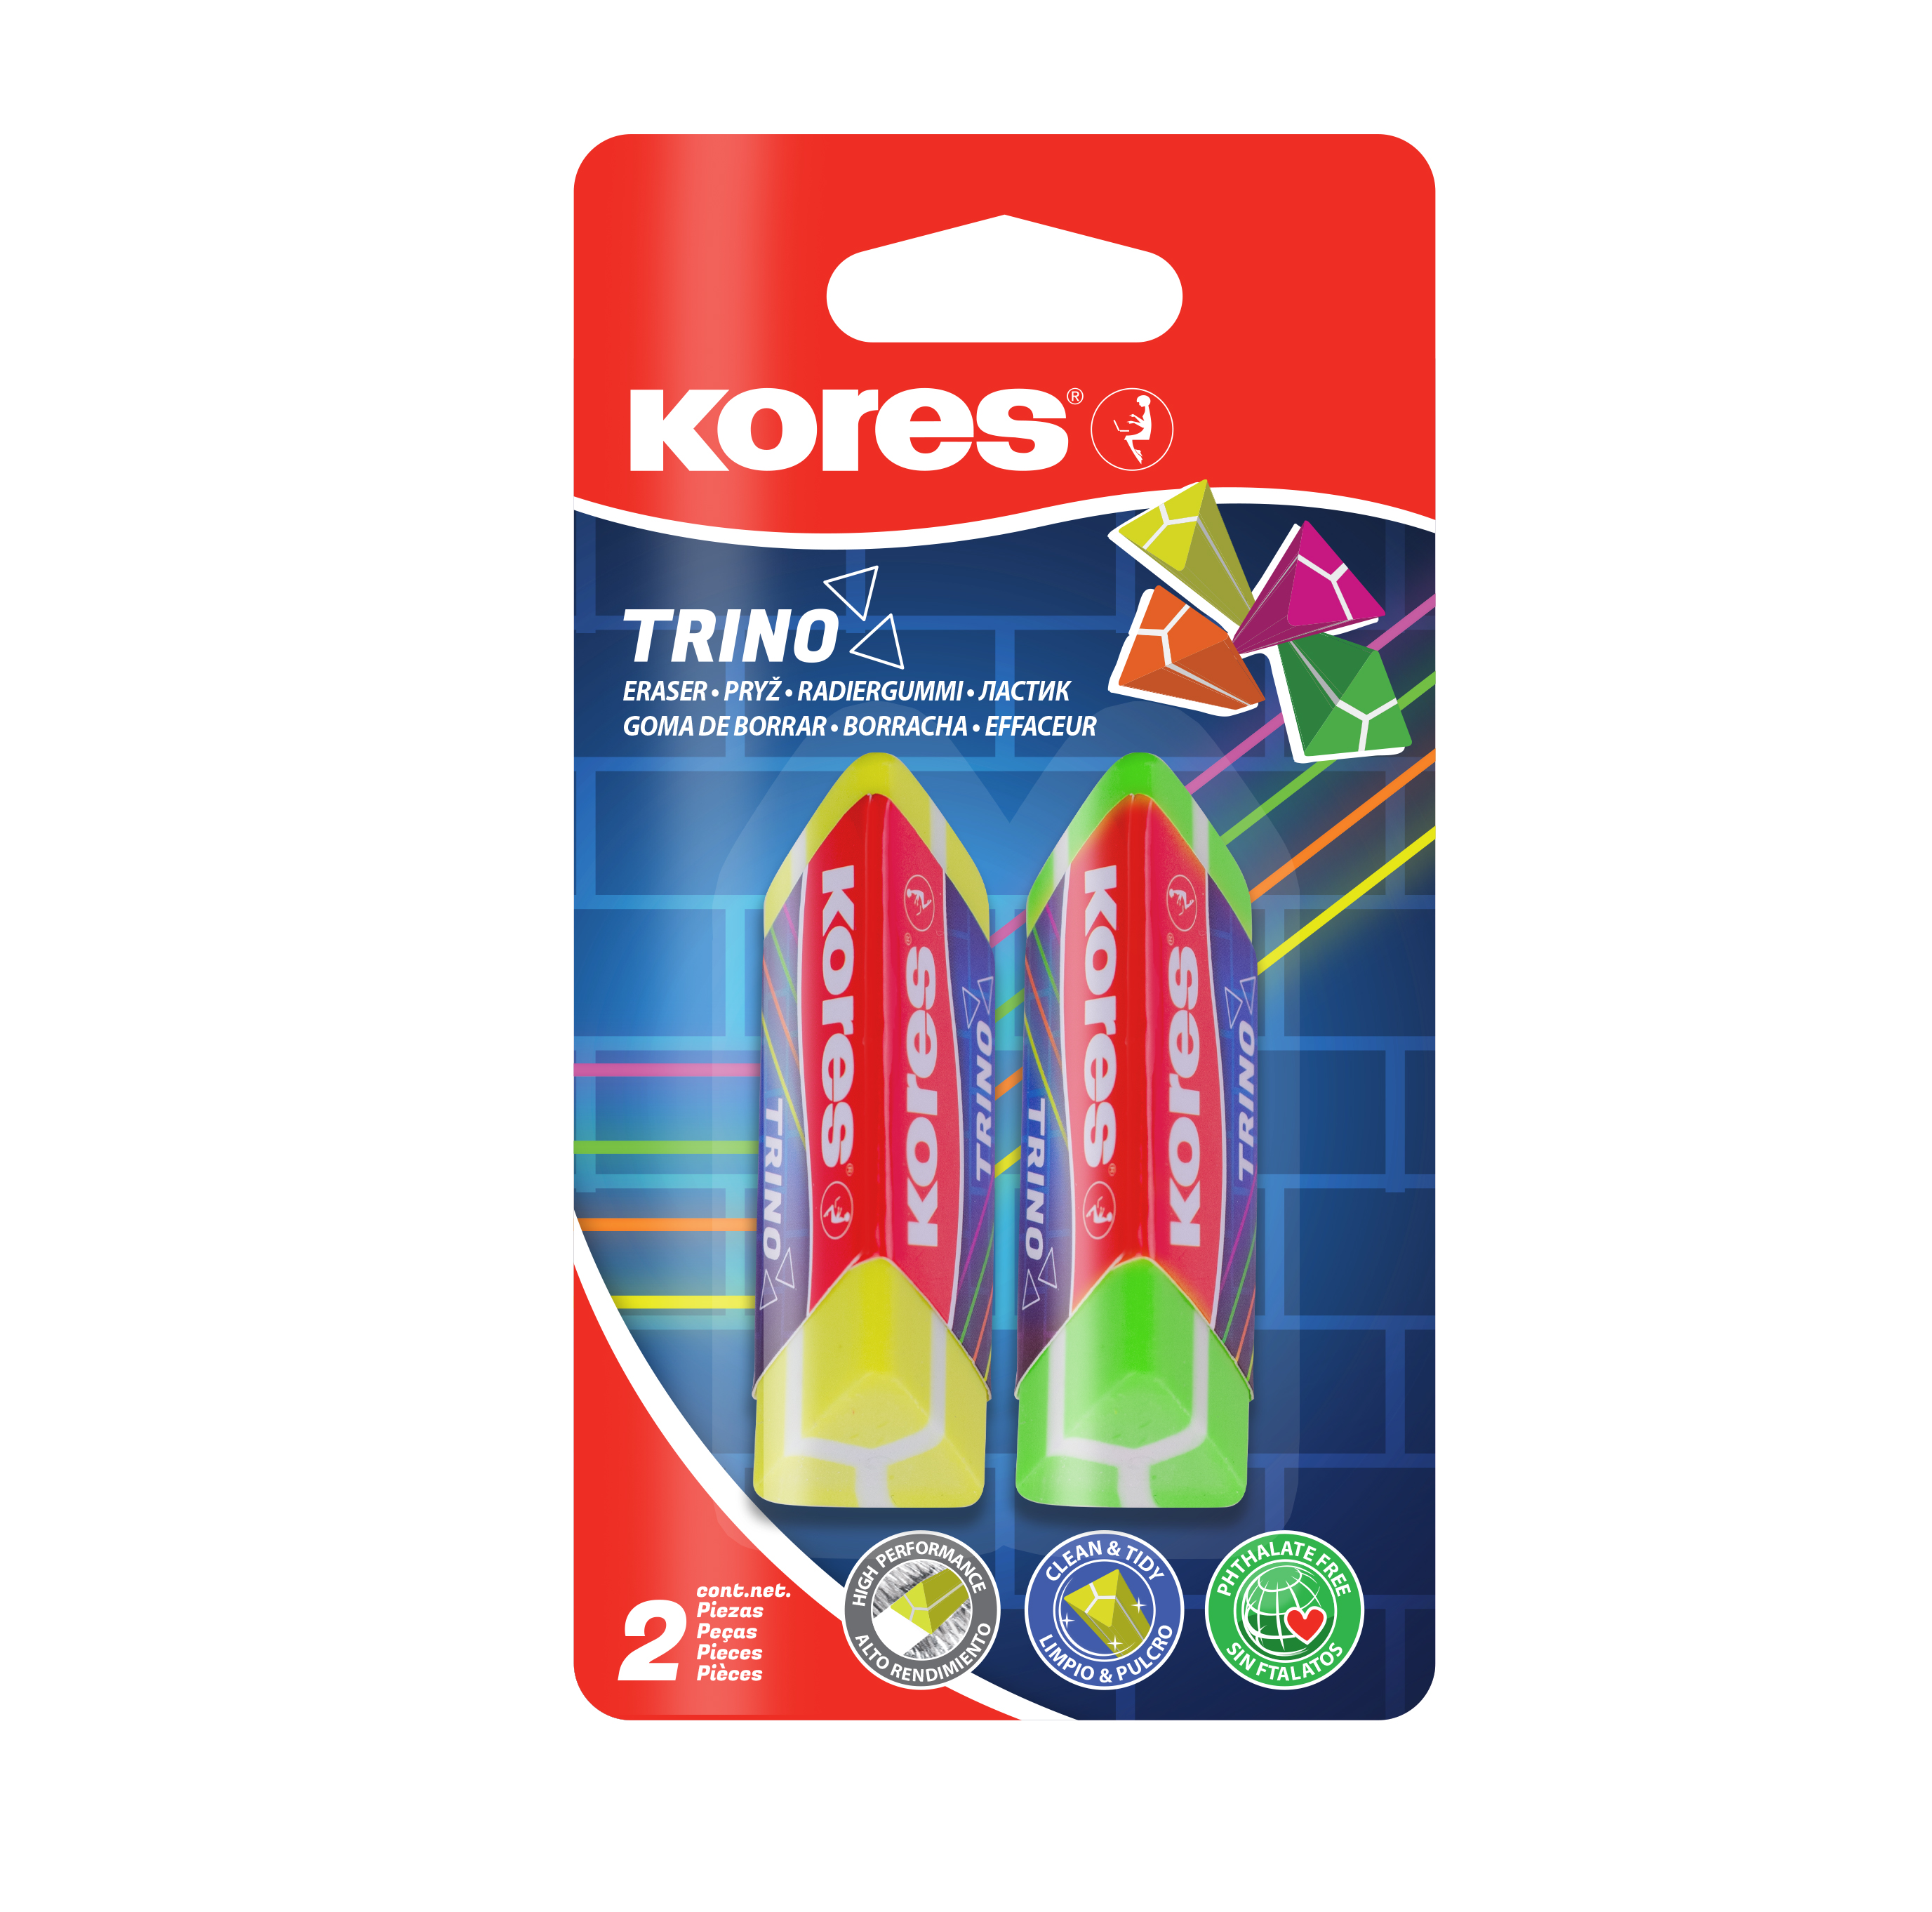 Kores®
TRINO
ERASER • PRYŽ • RADIERGUMMI • ЛАСТИК
GOMA DE BORRAR • BORRACHA • EFFACEUR
Kores®
Kores®
TRINO
TRINO
Kores®
Kores®
TRINO
TRINO
2
cont.net.
Piezas
Peças
Pieces
Pièces
HIGH PERFORMANCE
ALTO RENDIMIENTO
CLEAN & TIDY
LIMPIO & PULCRO
PHTHALATE FREE
SIN FTALATOS